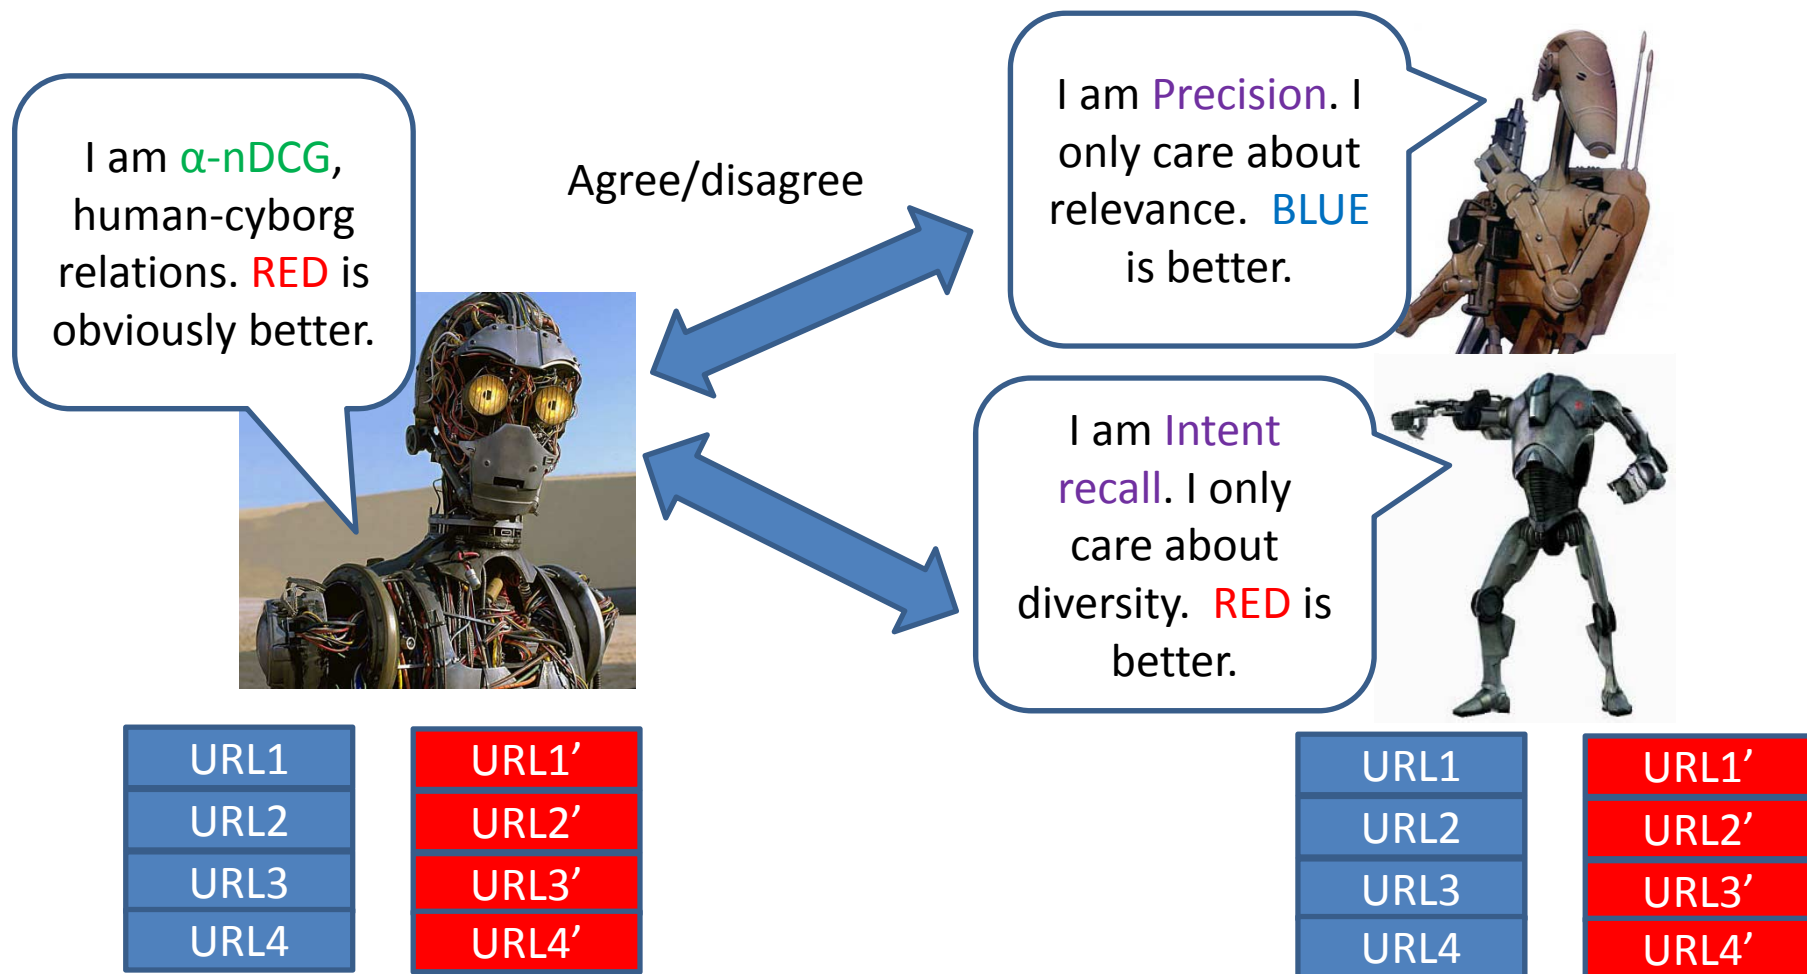 I am α-nDCG,
human-cyborg
relations. RED is
obviously better.
Agree/disagree
I am Precision. I
only care about
relevance. BLUE
is better.
I am Intent
recall. I only
care about
diversity. RED is
better.
URL1
URL2
URL3
URL4
URL1’
URL2’
URL3’
URL4’
URL1
URL2
URL3
URL4
URL1’
URL2’
URL3’
URL4’